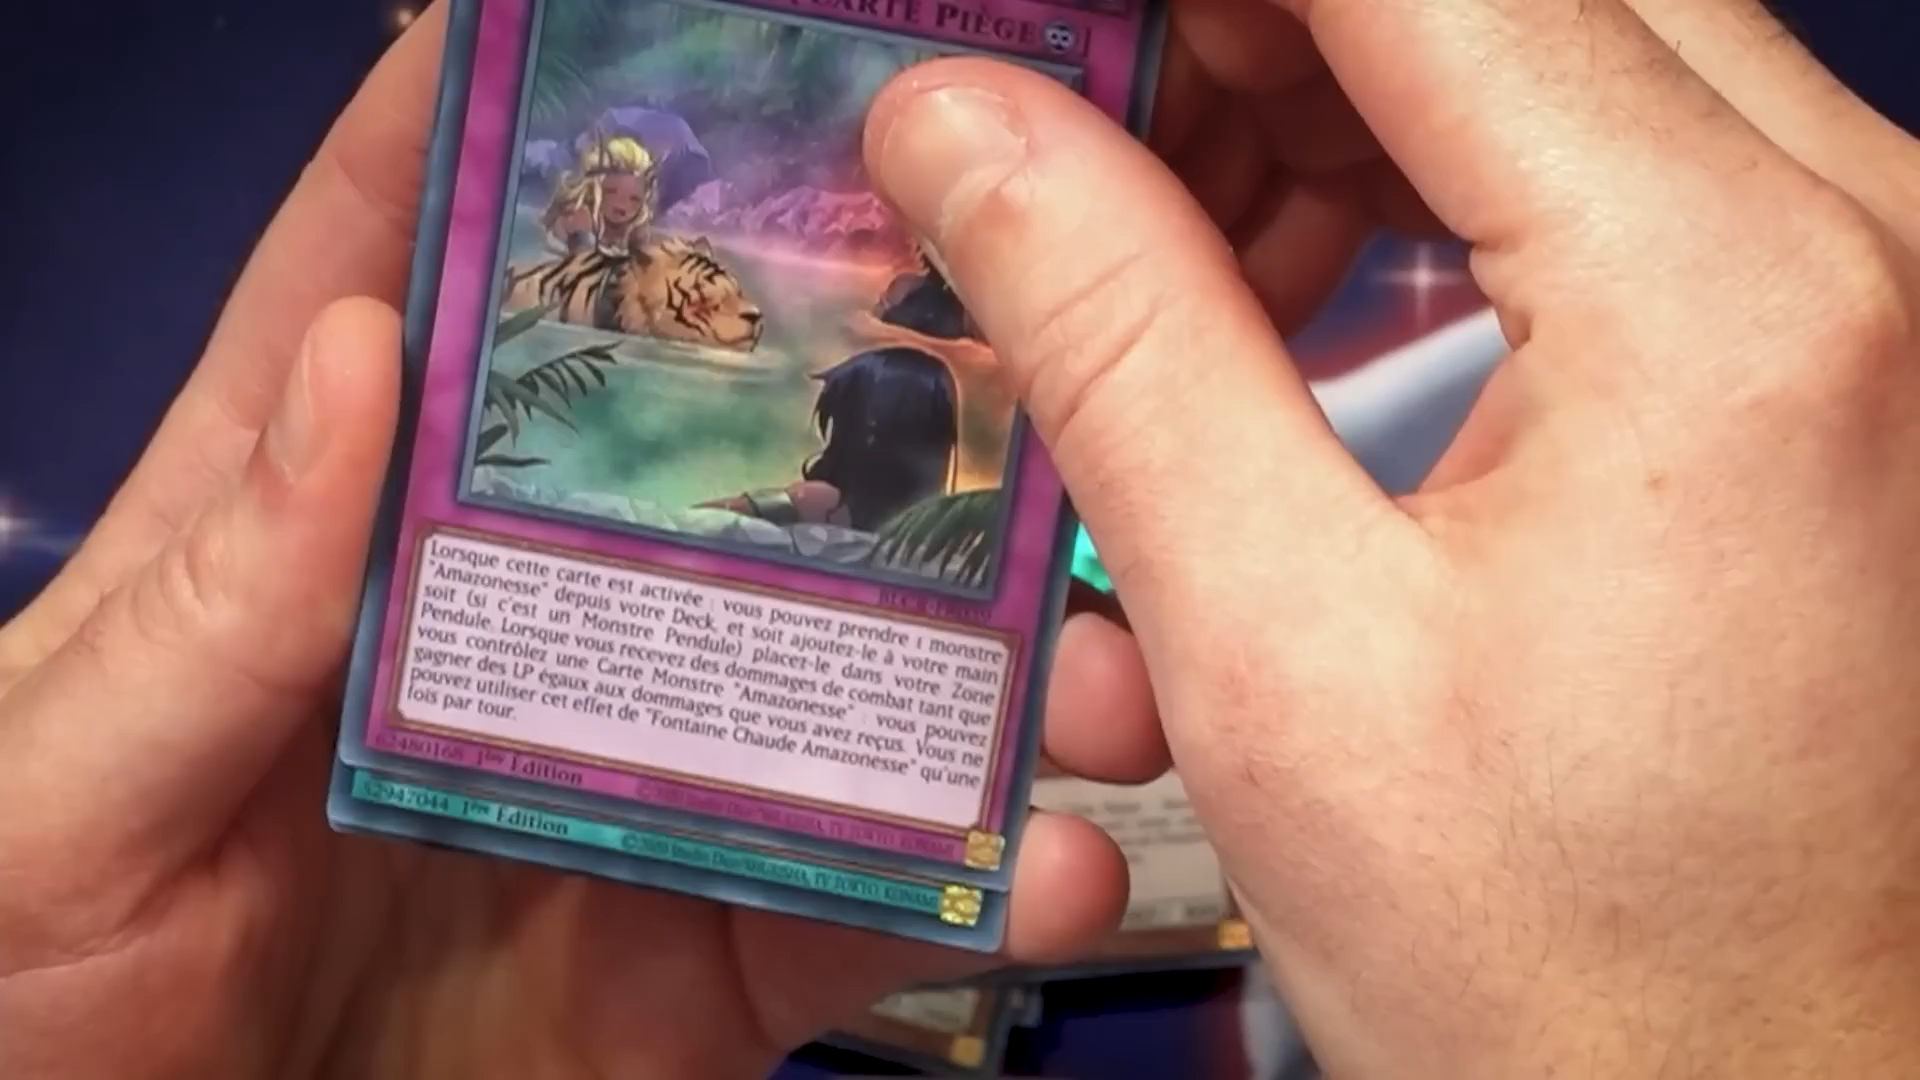 CARTE PIÈGE
Lorsque cette carte est activée : vous pouvez prendre 1 monstre
"Amazonesse" depuis votre Deck, et soit ajoutez-le à votre main
soit (si c'est un Monstre Pendule) placez-le dans votre Zone
Pendule. Lorsque vous recevez des dommages de combat tant que
vous contrôlez une Carte Monstre "Amazonesse" : vous pouvez
gagner des LP égaux aux dommages que vous avez reçus. Vous ne
pouvez utiliser cet effet de "Fontaine Chaude Amazonesse" qu'une
fois par tour.
62480168 1ère Édition
52947044 1ère Édition